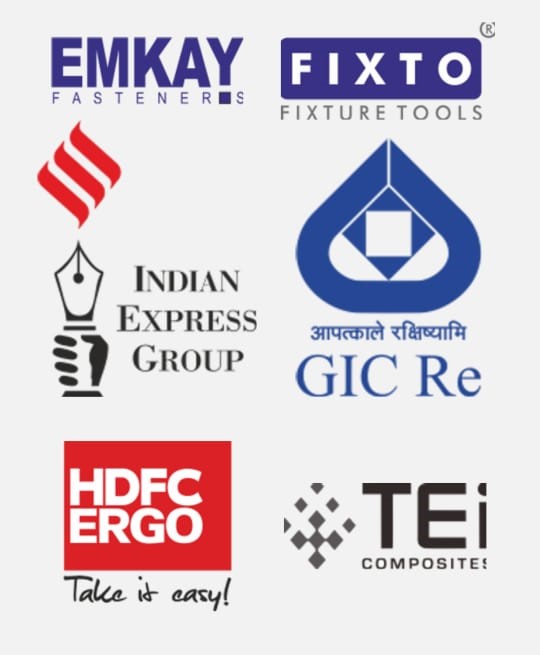 EMKAY
FASTENERS
FIXTO
®
FIXTURE TOOLS
INDIAN
EXPRESS
GROUP
आपत्काले रक्षिष्यामि
GIC Re
HDFC
ERGO
Take it easy!
TEi
COMPOSITES